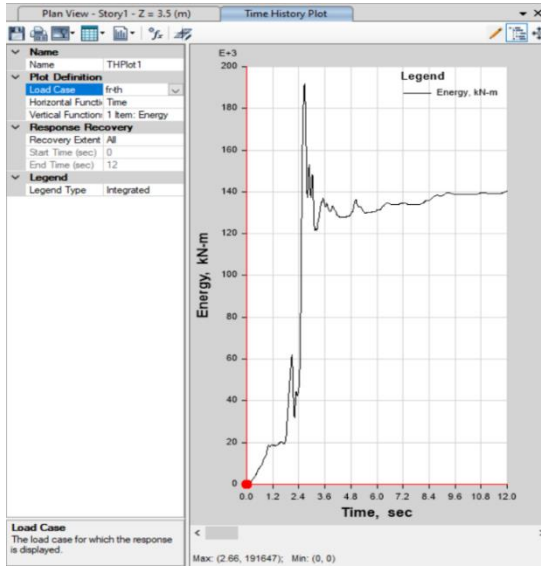 Plan View - Story1 - Z = 3.5 (m)
Time History Plot
Name
Name THPlot1
Plot Definition
Load Case fr-th
Horizontal Functi Time
Vertical Function: 1 Item: Energy
Response Recovery
Recovery Extent All
Start Time (sec) 0
End Time (sec) 12
Legend
Legend Type Integrated
Load Case
The load case for which the response
is displayed.
E+3
200
180
160
140
120
100
80
60
40
20
0
Energy, kN-m
Legend
Energy, kN-m
0.0 1.2 2.4 3.6 4.8 6.0 7.2 8.4 9.6 10.8 12.0
Time, sec
Max: (2.66, 191647); Min: (0, 0)